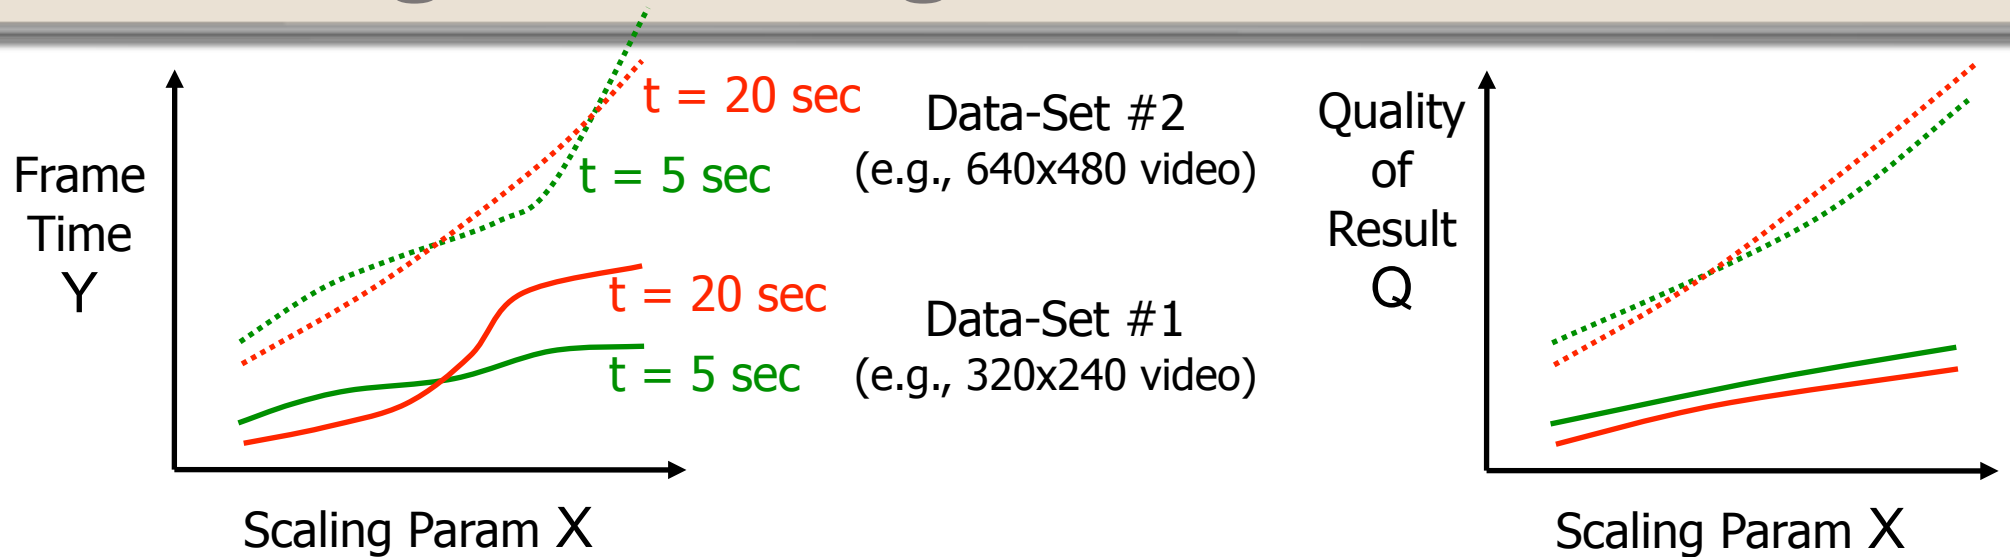 t = 20 sec
t = 5 sec
Frame
Time
Y
t = 20 sec
t = 5 sec
Scaling Param X
Data-Set #2
(e.g., 640x480 video)
Data-Set #1
(e.g., 320x240 video)
Quality
of
Result
Q
Scaling Param X